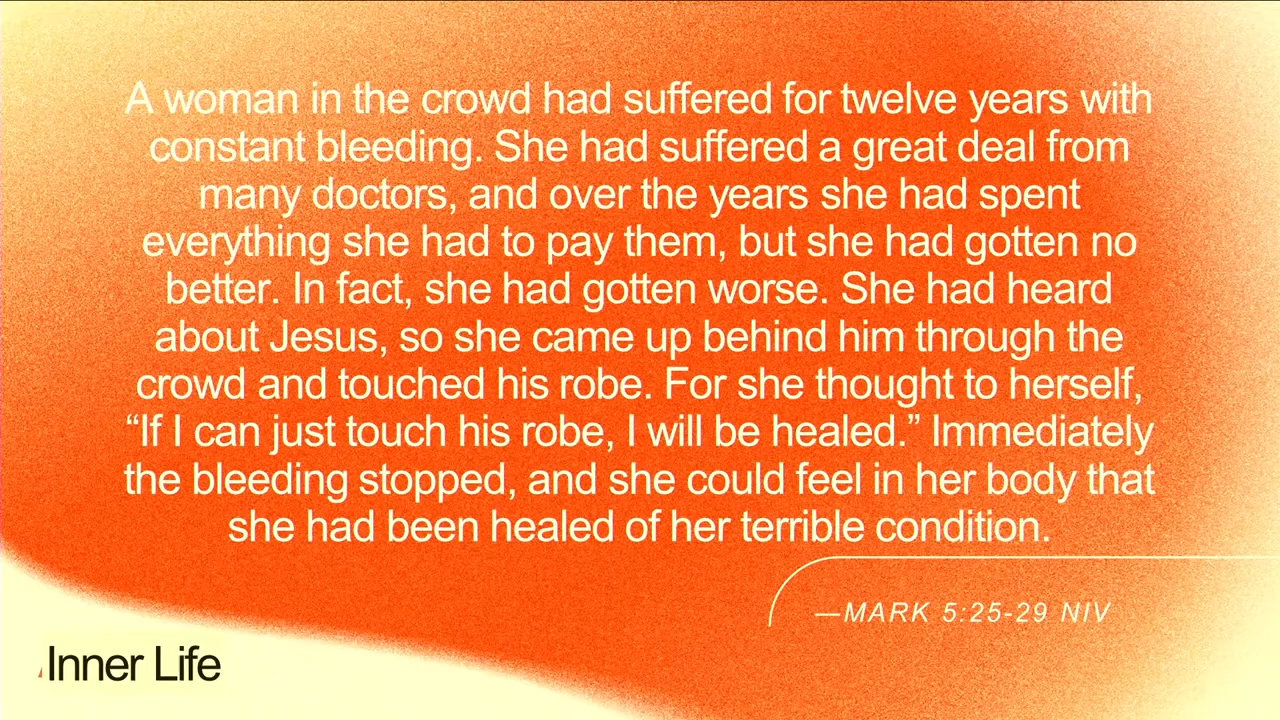 A woman in the crowd had suffered for twelve years with
constant bleeding. She had suffered a great deal from
many doctors, and over the years she had spent
everything she had to pay them, but she had gotten no
better. In fact, she had gotten worse. She had heard
about Jesus, so she came up behind him through the
crowd and touched his robe. For she thought to herself,
“If I can just touch his robe, I will be healed.” Immediately
the bleeding stopped, and she could feel in her body that
she had been healed of her terrible condition.
—MARK 5:25-29 NIV
Inner Life